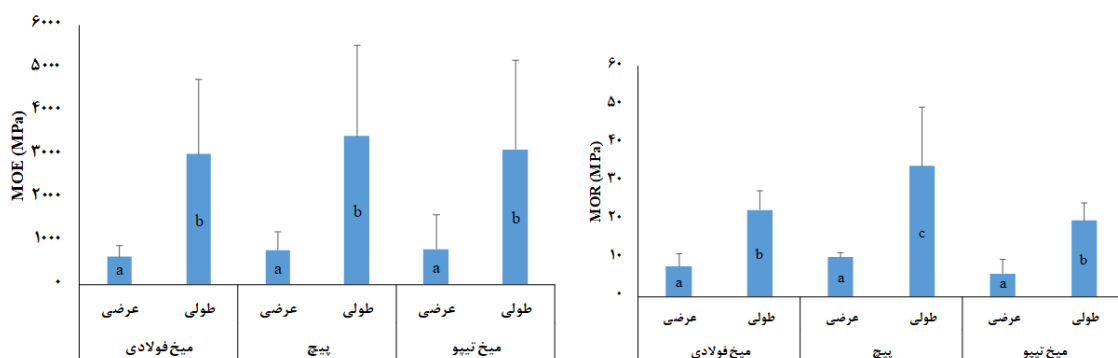 MOE (MPa)
۶۰۰۰
۵۰۰۰
۴۰۰۰
۳۰۰۰
۲۰۰۰
۱۰۰۰
۰
a b a b a b
عرضی طولی عرضی طولی عرضی طولی
میخ فولادی پیچ میخ تیپو
MOR (MPa)
۶۰
۵۰
۴۰
۳۰
۲۰
۱۰
۰
a b a c a b
عرضی طولی عرضی طولی عرضی طولی
میخ فولادی پیچ میخ تیپو